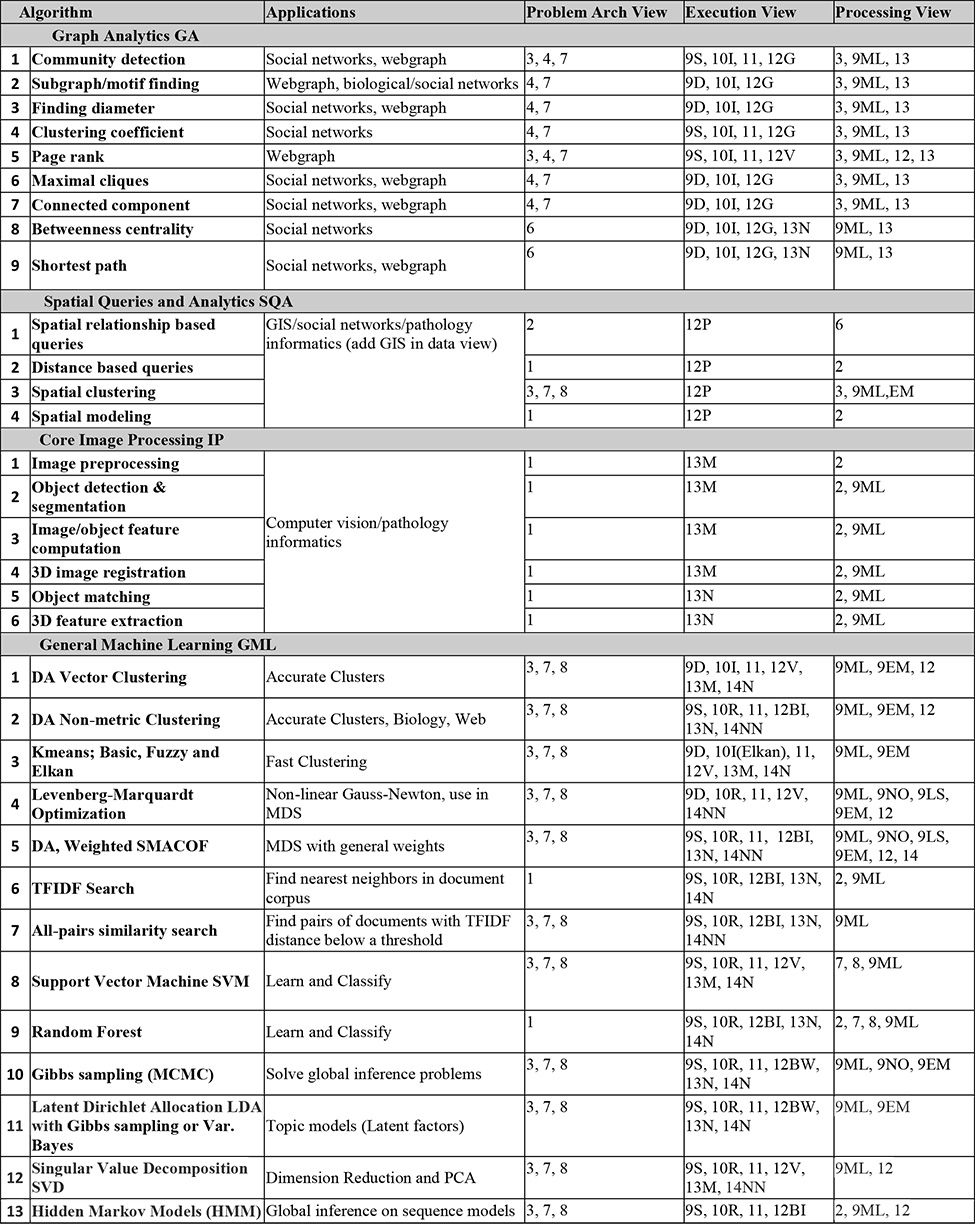 Algorithm Applications Problem Arch View Execution View Processing View
Graph Analytics GA
1 Community detection Social networks, webgraph 3, 4, 7 9S, 10I, 11, 12G 3, 9ML, 13
2 Subgraph/motif finding Webgraph, biological/social networks 4, 7 9D, 10I, 12G 3, 9ML, 13
3 Finding diameter Social networks, webgraph 4, 7 9D, 10I, 12G 3, 9ML, 13
4 Clustering coefficient Social networks 4, 7 9S, 10I, 11, 12G 3, 9ML, 13
5 Page rank Webgraph 3, 4, 7 9S, 10I, 11, 12V 3, 9ML, 12, 13
6 Maximal cliques Social networks, webgraph 4, 7 9D, 10I, 12G 3, 9ML, 13
7 Connected component Social networks, webgraph 4, 7 9D, 10I, 12G 3, 9ML, 13
8 Betweenness centrality Social networks 6 9D, 10I, 12G, 13N 9ML, 13
9 Shortest path Social networks, webgraph 6 9D, 10I, 12G, 13N 9ML, 13
Spatial Queries and Analytics SQA
1 Spatial relationship based GIS/social networks/pathology 2 12P 6
queries informatics (add GIS in data view)
2 Distance based queries 1 12P 2
3 Spatial clustering 3, 7, 8 12P 3, 9ML,EM
4 Spatial modeling 1 12P 2
Core Image Processing IP
1 Image preprocessing 1 13M 2
2 Object detection & 1 13M 2, 9ML
segmentation
Computer vision/pathology
informatics
3 Image/object feature 1 13M 2, 9ML
computation
4 3D image registration 1 13M 2, 9ML
5 Object matching 1 13N 2, 9ML
6 3D feature extraction 1 13N 2, 9ML
General Machine Learning GML
1 DA Vector Clustering Accurate Clusters 3, 7, 8 9D, 10I, 11, 12V, 9ML, 9EM, 12
13M, 14N
2 DA Non-metric Clustering Accurate Clusters, Biology, Web 3, 7, 8 9S, 10R, 11, 12BI, 9ML, 9EM, 12
13N, 14NN
3 Kmeans; Basic, Fuzzy and Fast Clustering 3, 7, 8 9D, 10I(Elkan), 11, 9ML, 9EM
Elkan 12V, 13M, 14N
4 Levenberg-Marquardt Non-linear Gauss-Newton, use in 3, 7, 8 9D, 10R, 11, 12V, 9ML, 9NO, 9LS,
Optimization MDS 14NN 9EM, 12
5 DA, Weighted SMACOF MDS with general weights 3, 7, 8 9S, 10R, 11, 12BI, 9ML, 9NO, 9LS,
13N, 14NN 9EM, 12, 14
6 TFIDF Search Find nearest neighbors in document 1 9S, 10R, 12BI, 13N, 2, 9ML
corpus 14N
7 All-pairs similarity search Find pairs of documents with TFIDF 3, 7, 8 9S, 10R, 12BI, 13N, 9ML
distance below a threshold 14NN
8 Support Vector Machine SVM Learn and Classify 3, 7, 8 9S, 10R, 11, 12V, 7, 8, 9ML
13M, 14N
9 Random Forest Learn and Classify 1 9S, 10R, 12BI, 13N, 2, 7, 8, 9ML
14N
10 Gibbs sampling (MCMC) Solve global inference problems 3, 7, 8 9S, 10R, 11, 12BW, 9ML, 9NO, 9EM
13N, 14N
11 Latent Dirichlet Allocation LDA Topic models (Latent factors) 3, 7, 8 9S, 10R, 11, 12BW, 9ML, 9EM
with Gibbs sampling or Var. 13N, 14N
Bayes
12 Singular Value Decomposition Dimension Reduction and PCA 3, 7, 8 9S, 10R, 11, 12V, 9ML, 12
SVD 13M, 14NN
13 Hidden Markov Models (HMM) Global inference on sequence models 3, 7, 8 9S, 10R, 11, 12BI 2, 9ML, 12